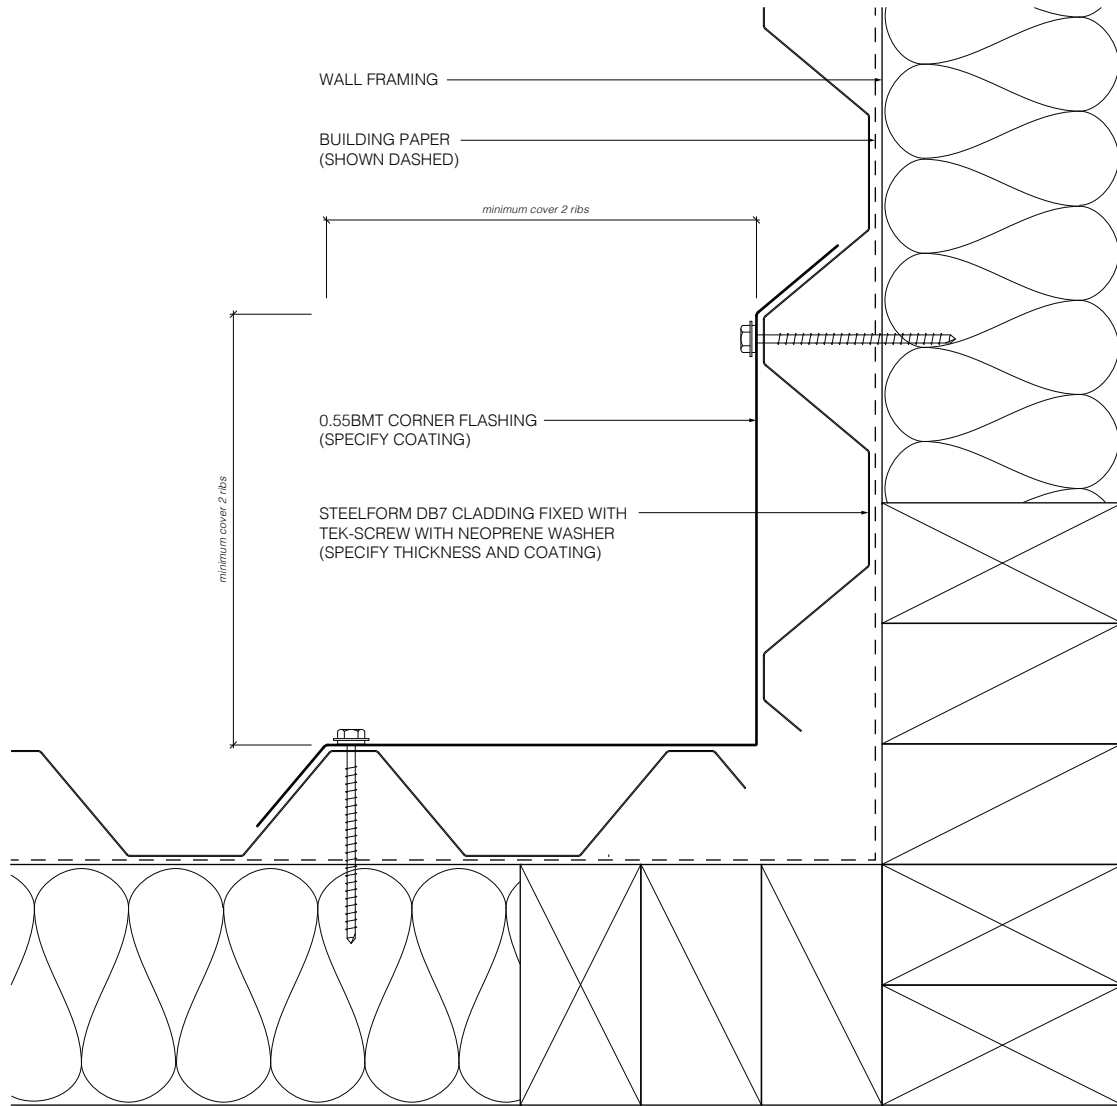 WALL FRAMING
BUILDING PAPER
(SHOWN DASHED)
minimum cover 2 ribs
0.55BMT CORNER FLASHING
(SPECIFY COATING)
minimum cover 2 ribs
STEELFORM DB7 CLADDING FIXED WITH
TEK-SCREW WITH NEOPRENE WASHER
(SPECIFY THICKNESS AND COATING)